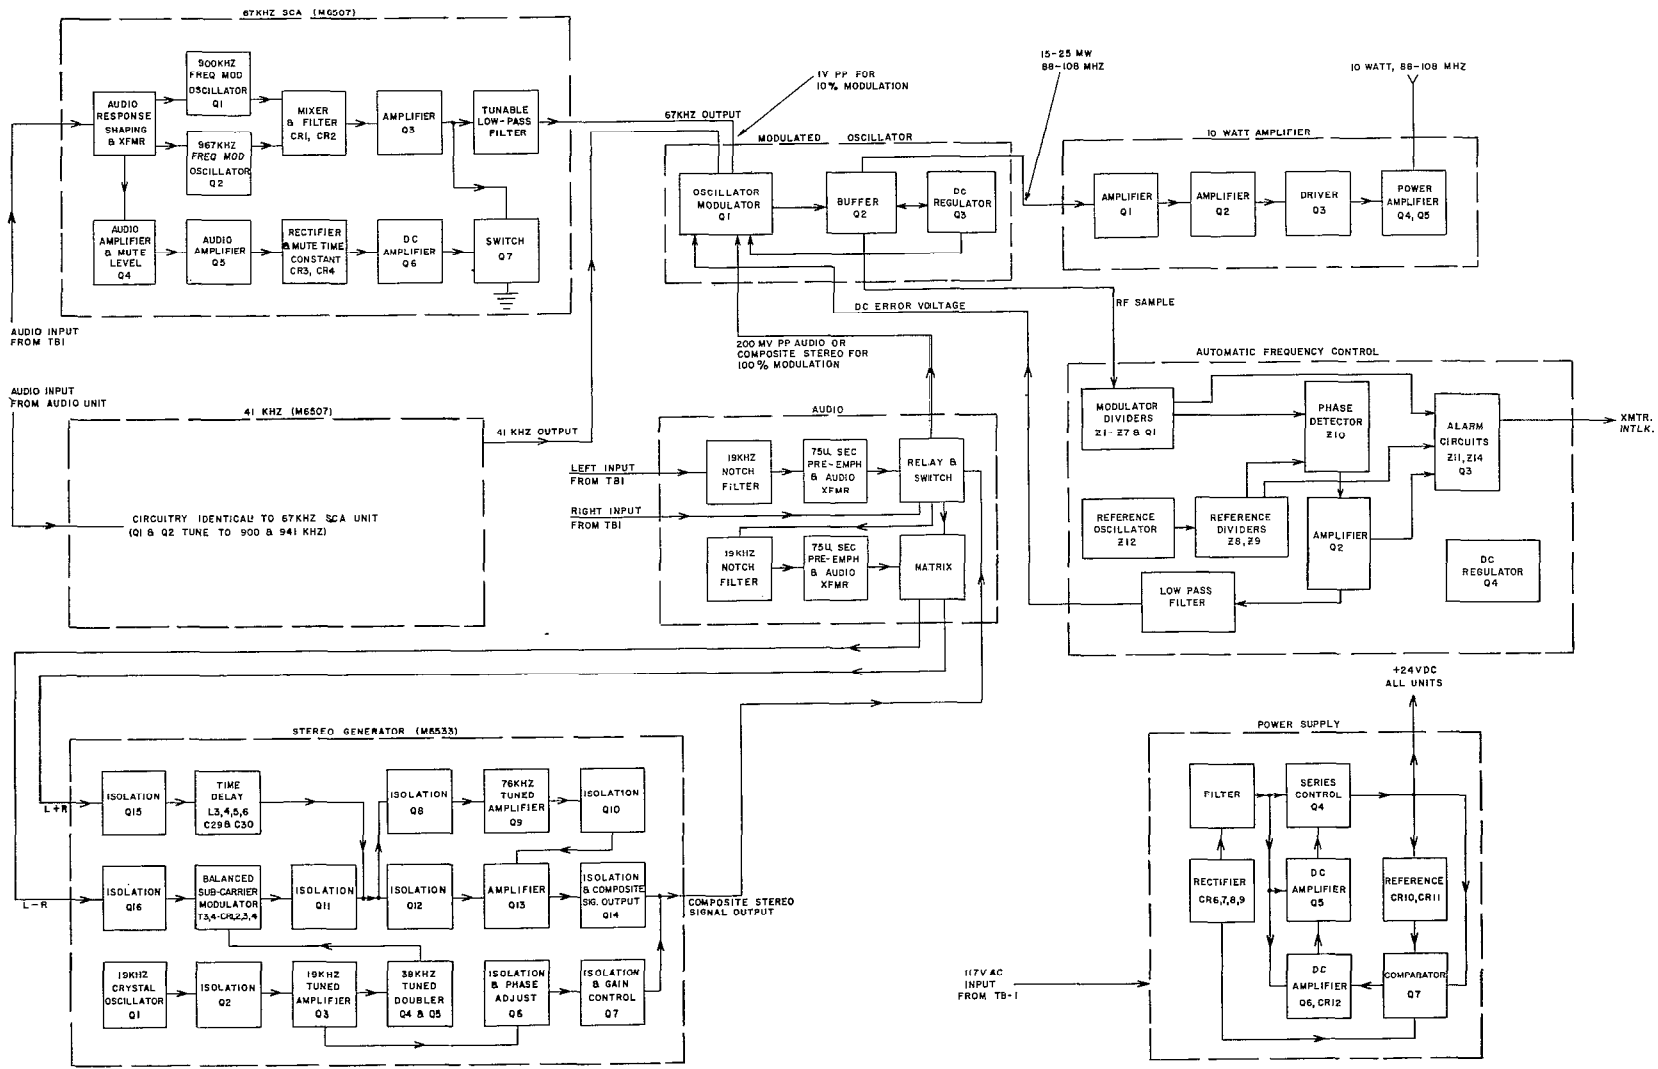 67KHZ SCA (M6507)
AUDIO
RESPONSE
SHAPING
& XFMR
900KHZ
FREQ MOD
OSCILLATOR
Q1
967KHZ
FREQ MOD
OSCILLATOR
Q2
MIXER
& FILTER
CR1, CR2
AMPLIFIER
Q3
TUNABLE
LOW-PASS
FILTER
AUDIO
AMPLIFIER
& MUTE
LEVEL
Q4
AUDIO
AMPLIFIER
Q5
RECTIFIER
& MUTE TIME
CONSTANT
CR3, CR4
DC
AMPLIFIER
Q6
SWITCH
Q7
AUDIO INPUT
FROM TB1
67KHZ OUTPUT
1V PP FOR
10% MODULATION
MODULATED OSCILLATOR
OSCILLATOR
MODULATOR
Q1
BUFFER
Q2
DC
REGULATOR
Q3
15-25 MW
88-108 MHZ
10 WATT, 88-108 MHZ
10 WATT AMPLIFIER
AMPLIFIER
Q1
AMPLIFIER
Q2
DRIVER
Q3
POWER
AMPLIFIER
Q4, Q5
DC ERROR VOLTAGE
RF SAMPLE
200 MV PP AUDIO OR
COMPOSITE STEREO FOR
100% MODULATION
AUDIO INPUT
FROM AUDIO UNIT
41 KHZ (M6507)
41 KHZ OUTPUT
CIRCUITRY IDENTICAL TO 67KHZ SCA UNIT
(Q1 & Q2 TUNE TO 900 & 941 KHZ)
AUDIO
LEFT INPUT
FROM TB1
19KHZ
NOTCH
FILTER
75U SEC
PRE-EMPH
& AUDIO
XFMR
RELAY &
SWITCH
RIGHT INPUT
FROM TB1
19KHZ
NOTCH
FILTER
75U SEC
PRE-EMPH
& AUDIO
XFMR
MATRIX
AUTOMATIC FREQUENCY CONTROL
MODULATOR
DIVIDERS
Z1-Z7 & Q1
PHASE
DETECTOR
Z10
ALARM
CIRCUITS
Z11, Z14
Q3
XMTR.
INTLK.
REFERENCE
OSCILLATOR
Z12
REFERENCE
DIVIDERS
Z8, Z9
AMPLIFIER
Q2
DC
REGULATOR
Q4
LOW PASS
FILTER
STEREO GENERATOR (M6533)
L+R
ISOLATION
Q15
TIME
DELAY
L3,4,5,6
C29 & C30
ISOLATION
Q8
76KHZ
TUNED
AMPLIFIER
Q9
ISOLATION
Q10
L-R
ISOLATION
Q16
BALANCED
SUB-CARRIER
MODULATOR
T3,4-CR1,2,3,4
ISOLATION
Q11
ISOLATION
Q12
AMPLIFIER
Q13
ISOLATION
& COMPOSITE
SIG. OUTPUT
Q14
COMPOSITE STEREO
SIGNAL OUTPUT
19KHZ
CRYSTAL
OSCILLATOR
Q1
ISOLATION
Q2
19KHZ
TUNED
AMPLIFIER
Q3
38KHZ
TUNED
DOUBLER
Q4 & Q5
ISOLATION
& PHASE
ADJUST
Q6
ISOLATION
& GAIN
CONTROL
Q7
+24VDC
ALL UNITS
POWER SUPPLY
FILTER
SERIES
CONTROL
Q4
RECTIFIER
CR6,7,8,9
DC
AMPLIFIER
Q5
REFERENCE
CR10, CR11
DC
AMPLIFIER
Q6, CR12
COMPARATOR
Q7
117V AC
INPUT
FROM TB-1